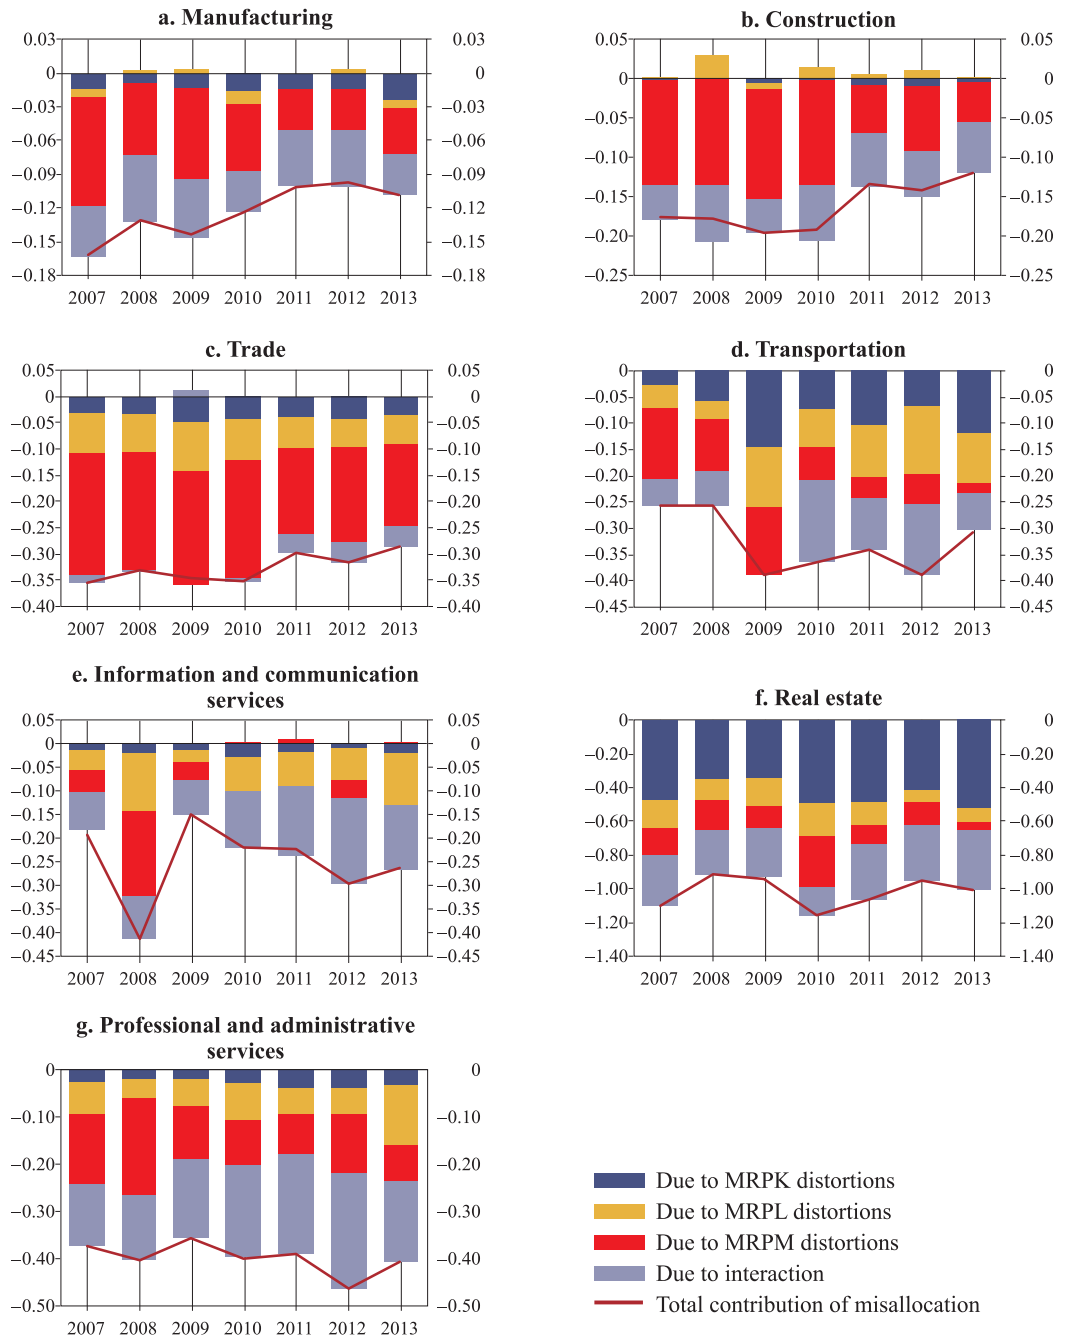 a. Manufacturing
0.03 0.03
0 0
–0.03 –0.03
–0.06 –0.06
–0.09 –0.09
–0.12 –0.12
–0.15 –0.15
–0.18 –0.18
2007 2008 2009 2010 2011 2012 2013
b. Construction
0.05 0.05
0 0
–0.05 –0.05
–0.10 –0.10
–0.15 –0.15
–0.20 –0.20
–0.25 –0.25
2007 2008 2009 2010 2011 2012 2013
c. Trade
0.05 0.05
0 0
–0.05 –0.05
–0.10 –0.10
–0.15 –0.15
–0.20 –0.20
–0.25 –0.25
–0.30 –0.30
–0.35 –0.35
–0.40 –0.40
2007 2008 2009 2010 2011 2012 2013
d. Transportation
0 0
–0.05 –0.05
–0.10 –0.10
–0.15 –0.15
–0.20 –0.20
–0.25 –0.25
–0.30 –0.30
–0.35 –0.35
–0.40 –0.40
–0.45 –0.45
2007 2008 2009 2010 2011 2012 2013
e. Information and communication
services
0.05 0.05
0 0
–0.05 –0.05
–0.10 –0.10
–0.15 –0.15
–0.20 –0.20
–0.25 –0.25
–0.30 –0.30
–0.35 –0.35
–0.40 –0.40
–0.45 –0.45
2007 2008 2009 2010 2011 2012 2013
f. Real estate
0 0
–0.20 –0.20
–0.40 –0.40
–0.60 –0.60
–0.80 –0.80
–1.00 –1.00
–1.20 –1.20
–1.40 –1.40
2007 2008 2009 2010 2011 2012 2013
g. Professional and administrative
services
0 0
–0.10 –0.10
–0.20 –0.20
–0.30 –0.30
–0.40 –0.40
–0.50 –0.50
2007 2008 2009 2010 2011 2012 2013
Due to MRPK distortions
Due to MRPL distortions
Due to MRPM distortions
Due to interaction
Total contribution of misallocation